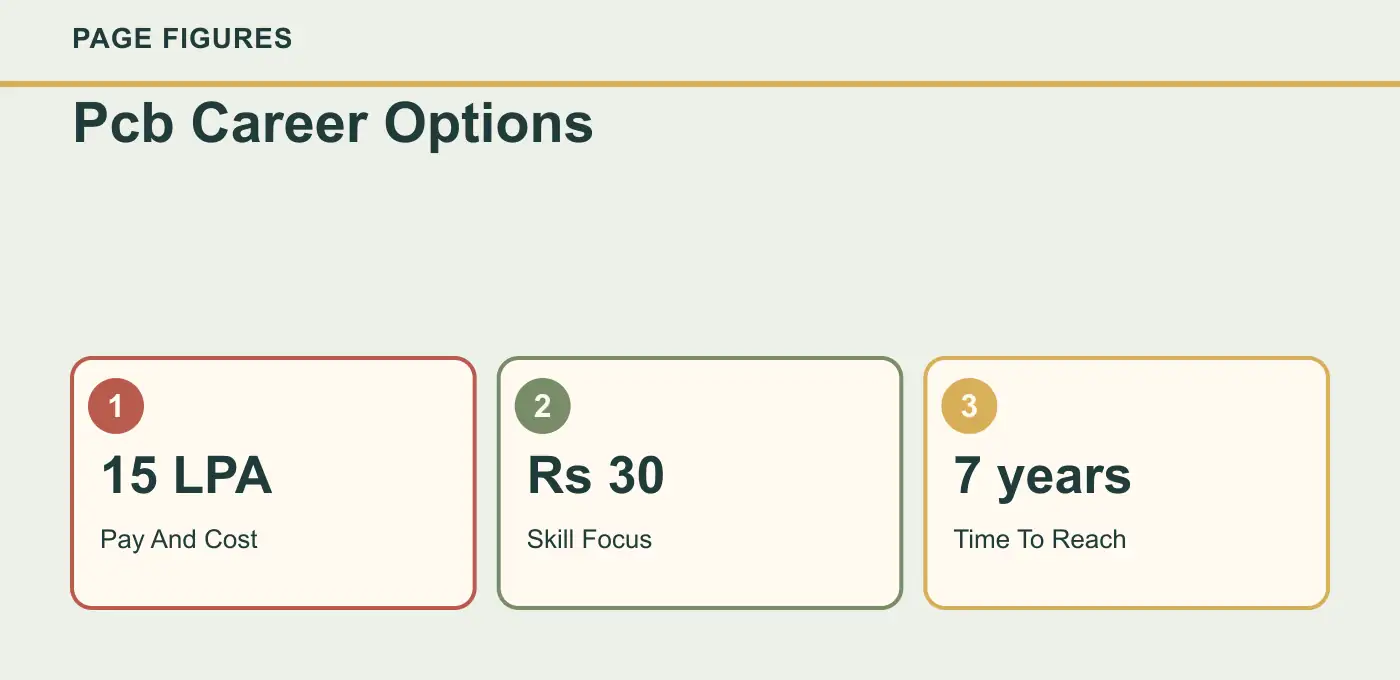 PAGE FIGURES
Pcb Career Options
1
15 LPA
Pay And Cost
2
Rs 30
Skill Focus
3
7 years
Time To Reach